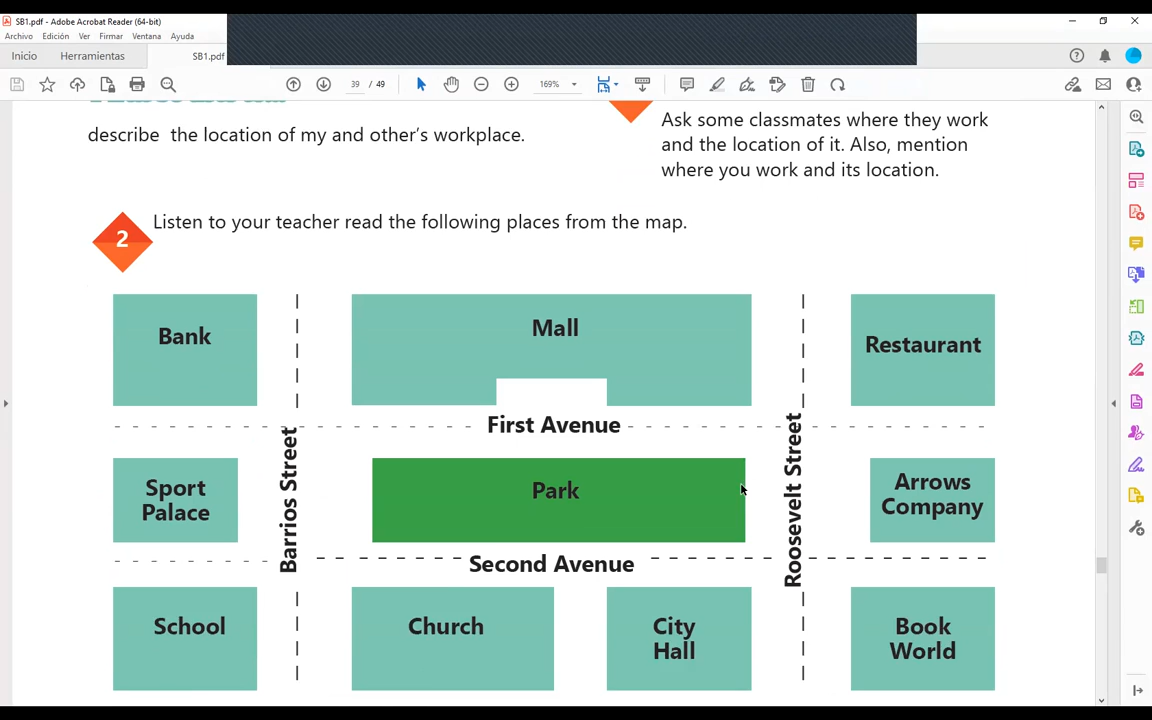 SB1.pdf - Adobe Acrobat Reader (64-bit)
Archivo Edición Ver Firmar Ventana Ayuda
Inicio Herramientas SB1.pdf
39 / 49 169%
describe the location of my and other's workplace.
Ask some classmates where they work
and the location of it. Also, mention
where you work and its location.
2
Listen to your teacher read the following places from the map.
Bank
Mall
Restaurant
First Avenue
Barrios Street
Roosevelt Street
Sport
Palace
Park
Arrows
Company
Second Avenue
School
Church
City
Hall
Book
World